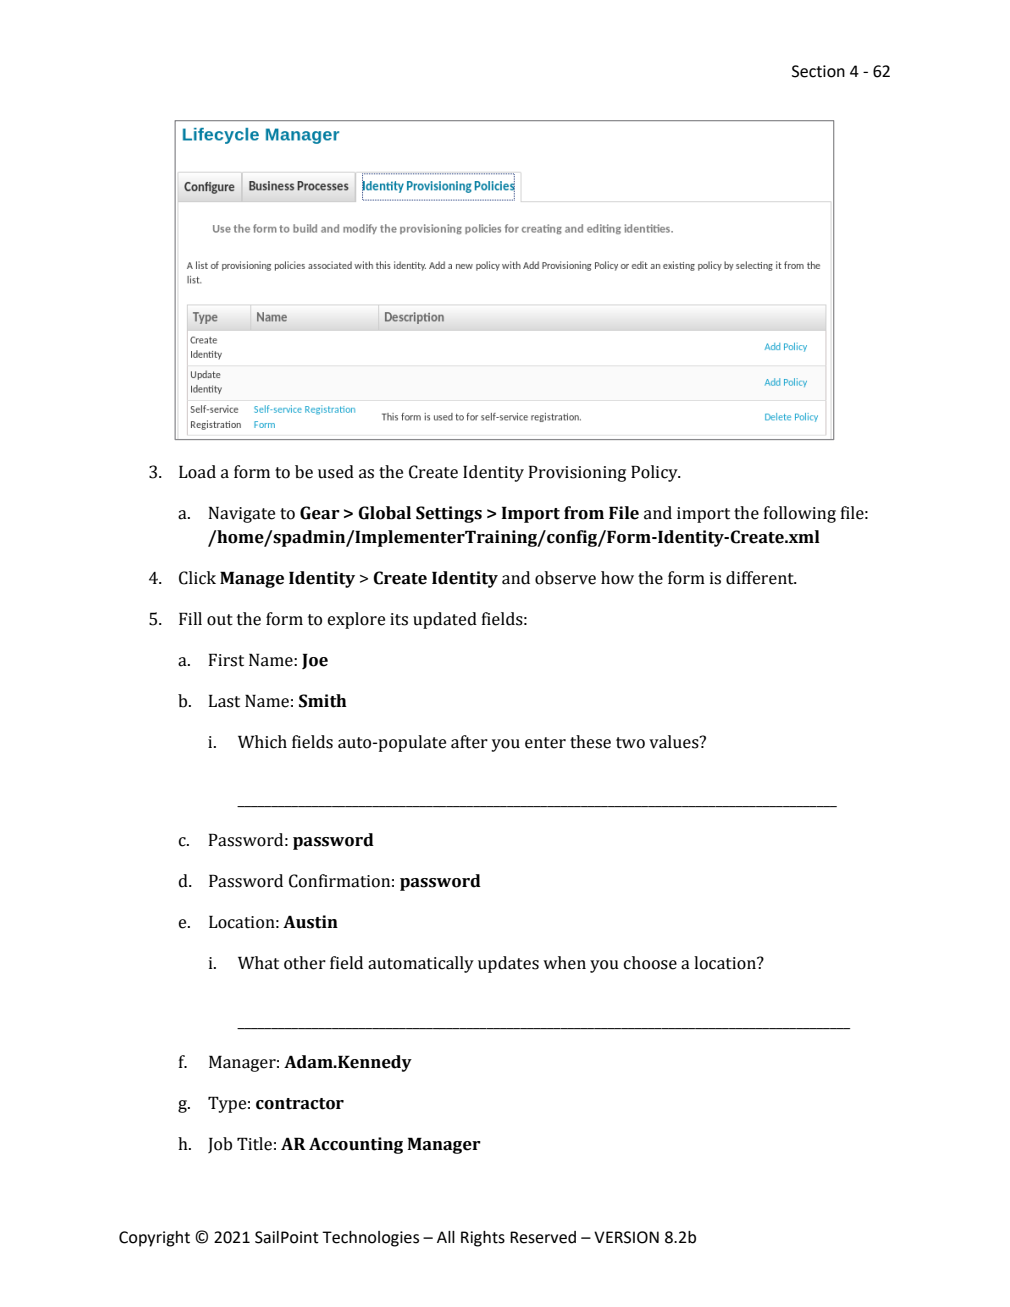 Section 4 - 62
Lifecycle Manager
Configure Business Processes Identity Provisioning Policies
Use the form to build and modify the provisioning policies for creating and editing identities.
A list of provisioning policies associated with this identity. Add a new policy with Add Provisioning Policy or edit an existing policy by selecting it from the
list.
Type Name Description
Create
Identity
Add Policy
Update
Identity
Add Policy
Self-service
Registration
Self-service Registration
Form
This form is used to for self-service registration.
Delete Policy
3. Load a form to be used as the Create Identity Provisioning Policy.
a. Navigate to Gear > Global Settings > Import from File and import the following file:
/home/spadmin/ImplementerTraining/config/Form-Identity-Create.xml
4. Click Manage Identity > Create Identity and observe how the form is different.
5. Fill out the form to explore its updated fields:
a. First Name: Joe
b. Last Name: Smith
i. Which fields auto-populate after you enter these two values?
c. Password: password
d. Password Confirmation: password
e. Location: Austin
i. What other field automatically updates when you choose a location?
f. Manager: Adam.Kennedy
g. Type: contractor
h. Job Title: AR Accounting Manager
Copyright © 2021 SailPoint Technologies – All Rights Reserved – VERSION 8.2b